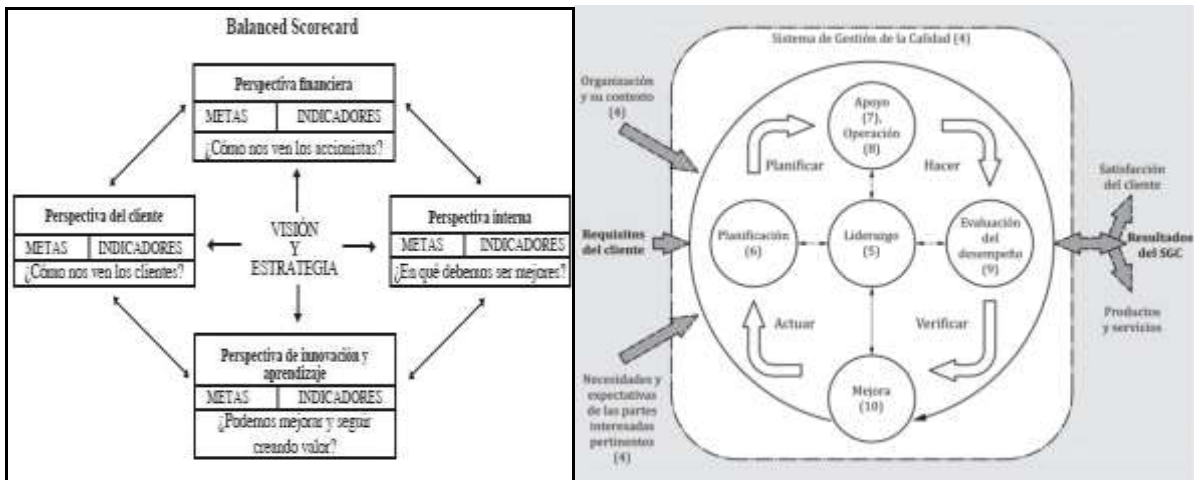 Balanced Scorecard
Perspectiva financiera
METAS INDICADORES
¿Cómo nos ven los accionistas?
Perspectiva del cliente
METAS INDICADORES
¿Cómo nos ven los clientes?
VISIÓN
Y
ESTRATEGIA
Perspectiva interna
METAS INDICADORES
¿En qué debemos ser mejores?
Perspectiva de innovación y
aprendizaje
METAS INDICADORES
¿Podemos mejorar y seguir
creando valor?
Sistema de Gestión de la Calidad (4)
Organización
y su contexto
(4)
Requisitos
del cliente
Necesidades y
expectativas
de las partes
interesadas
pertinentes
(4)
Apoyo
(7),
Operación
(8)
Planificar
Hacer
Planificación
(6)
Liderazgo
(5)
Evaluación
del
desempeño
(9)
Actuar
Verificar
Mejora
(10)
Satisfacción
del cliente
Resultados
del SGC
Productos
y servicios